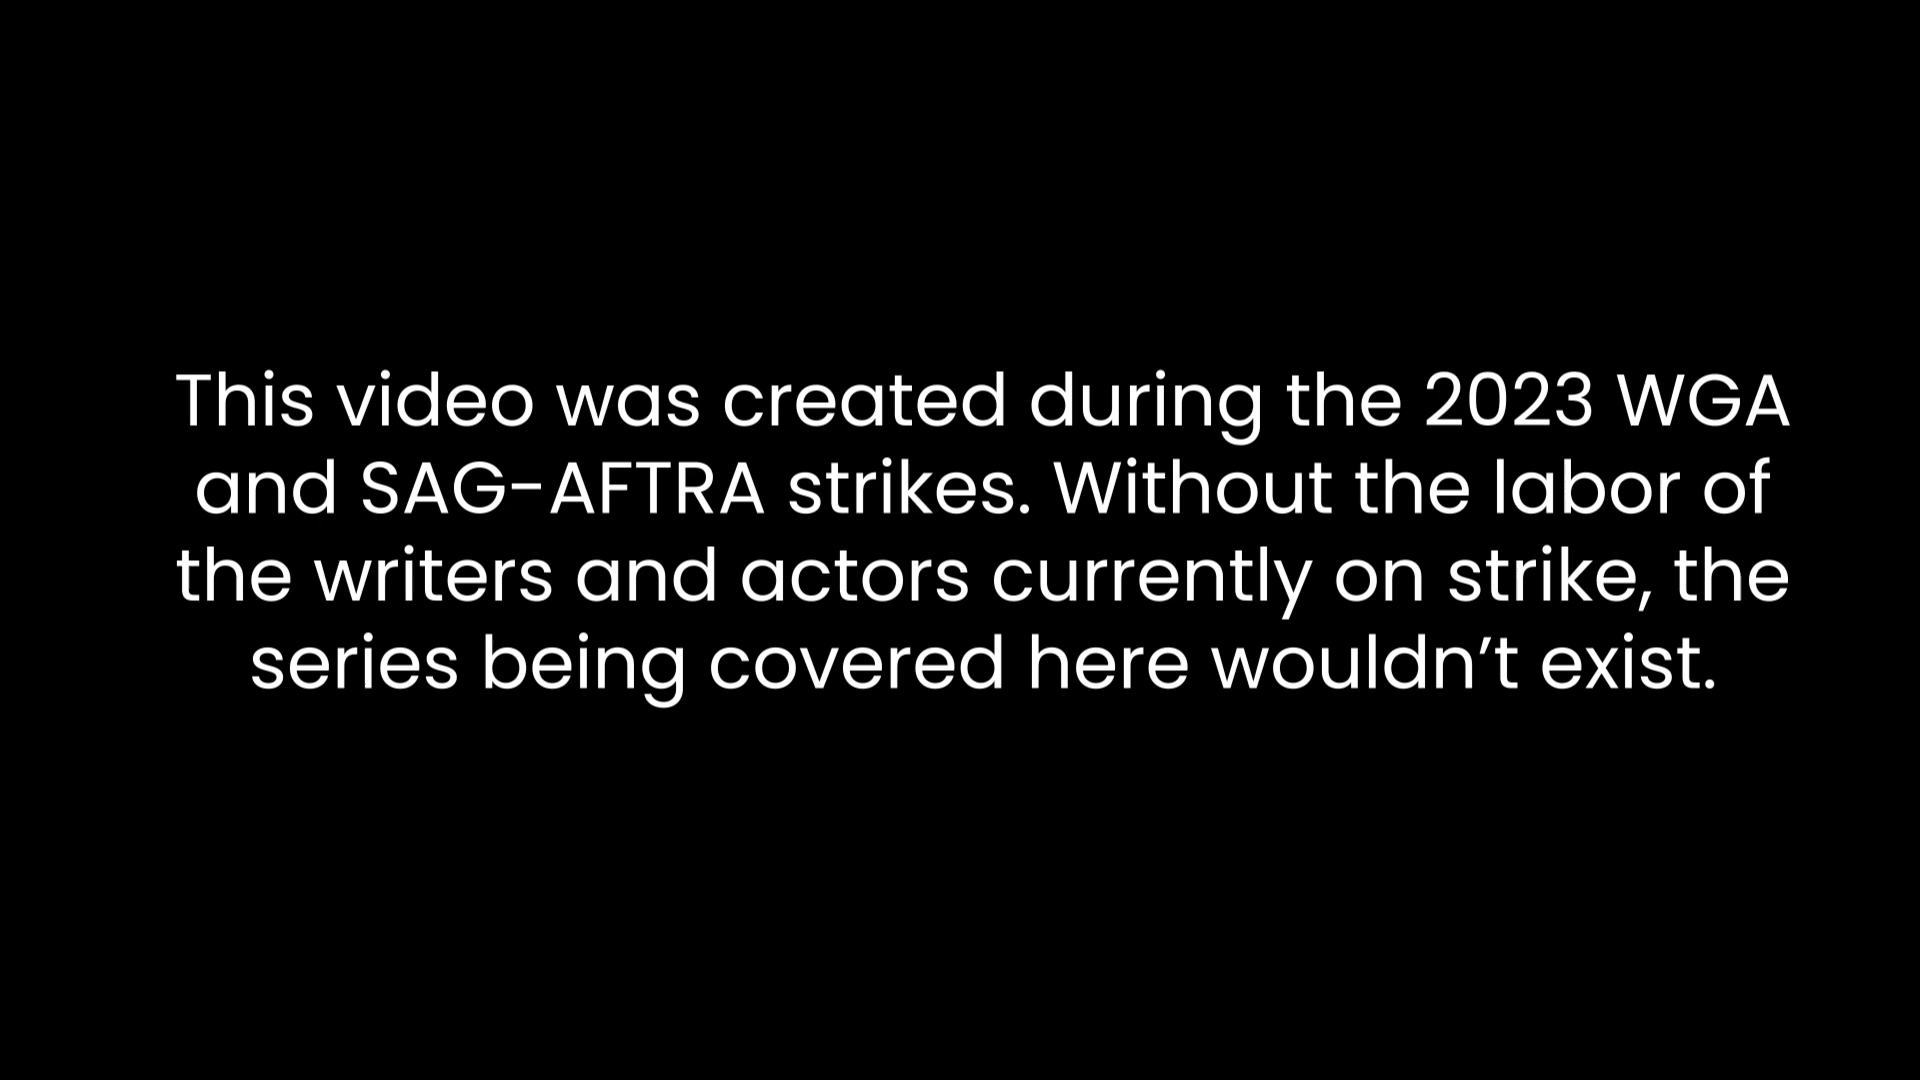 This video was created during the 2023 WGA
and SAG-AFTRA strikes. Without the labor of
the writers and actors currently on strike, the
series being covered here wouldn’t exist.